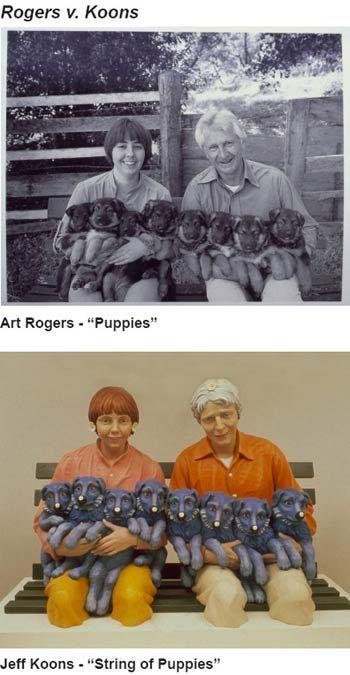 Rogers v. Koons
Art Rogers - “Puppies”
Jeff Koons - “String of Puppies”